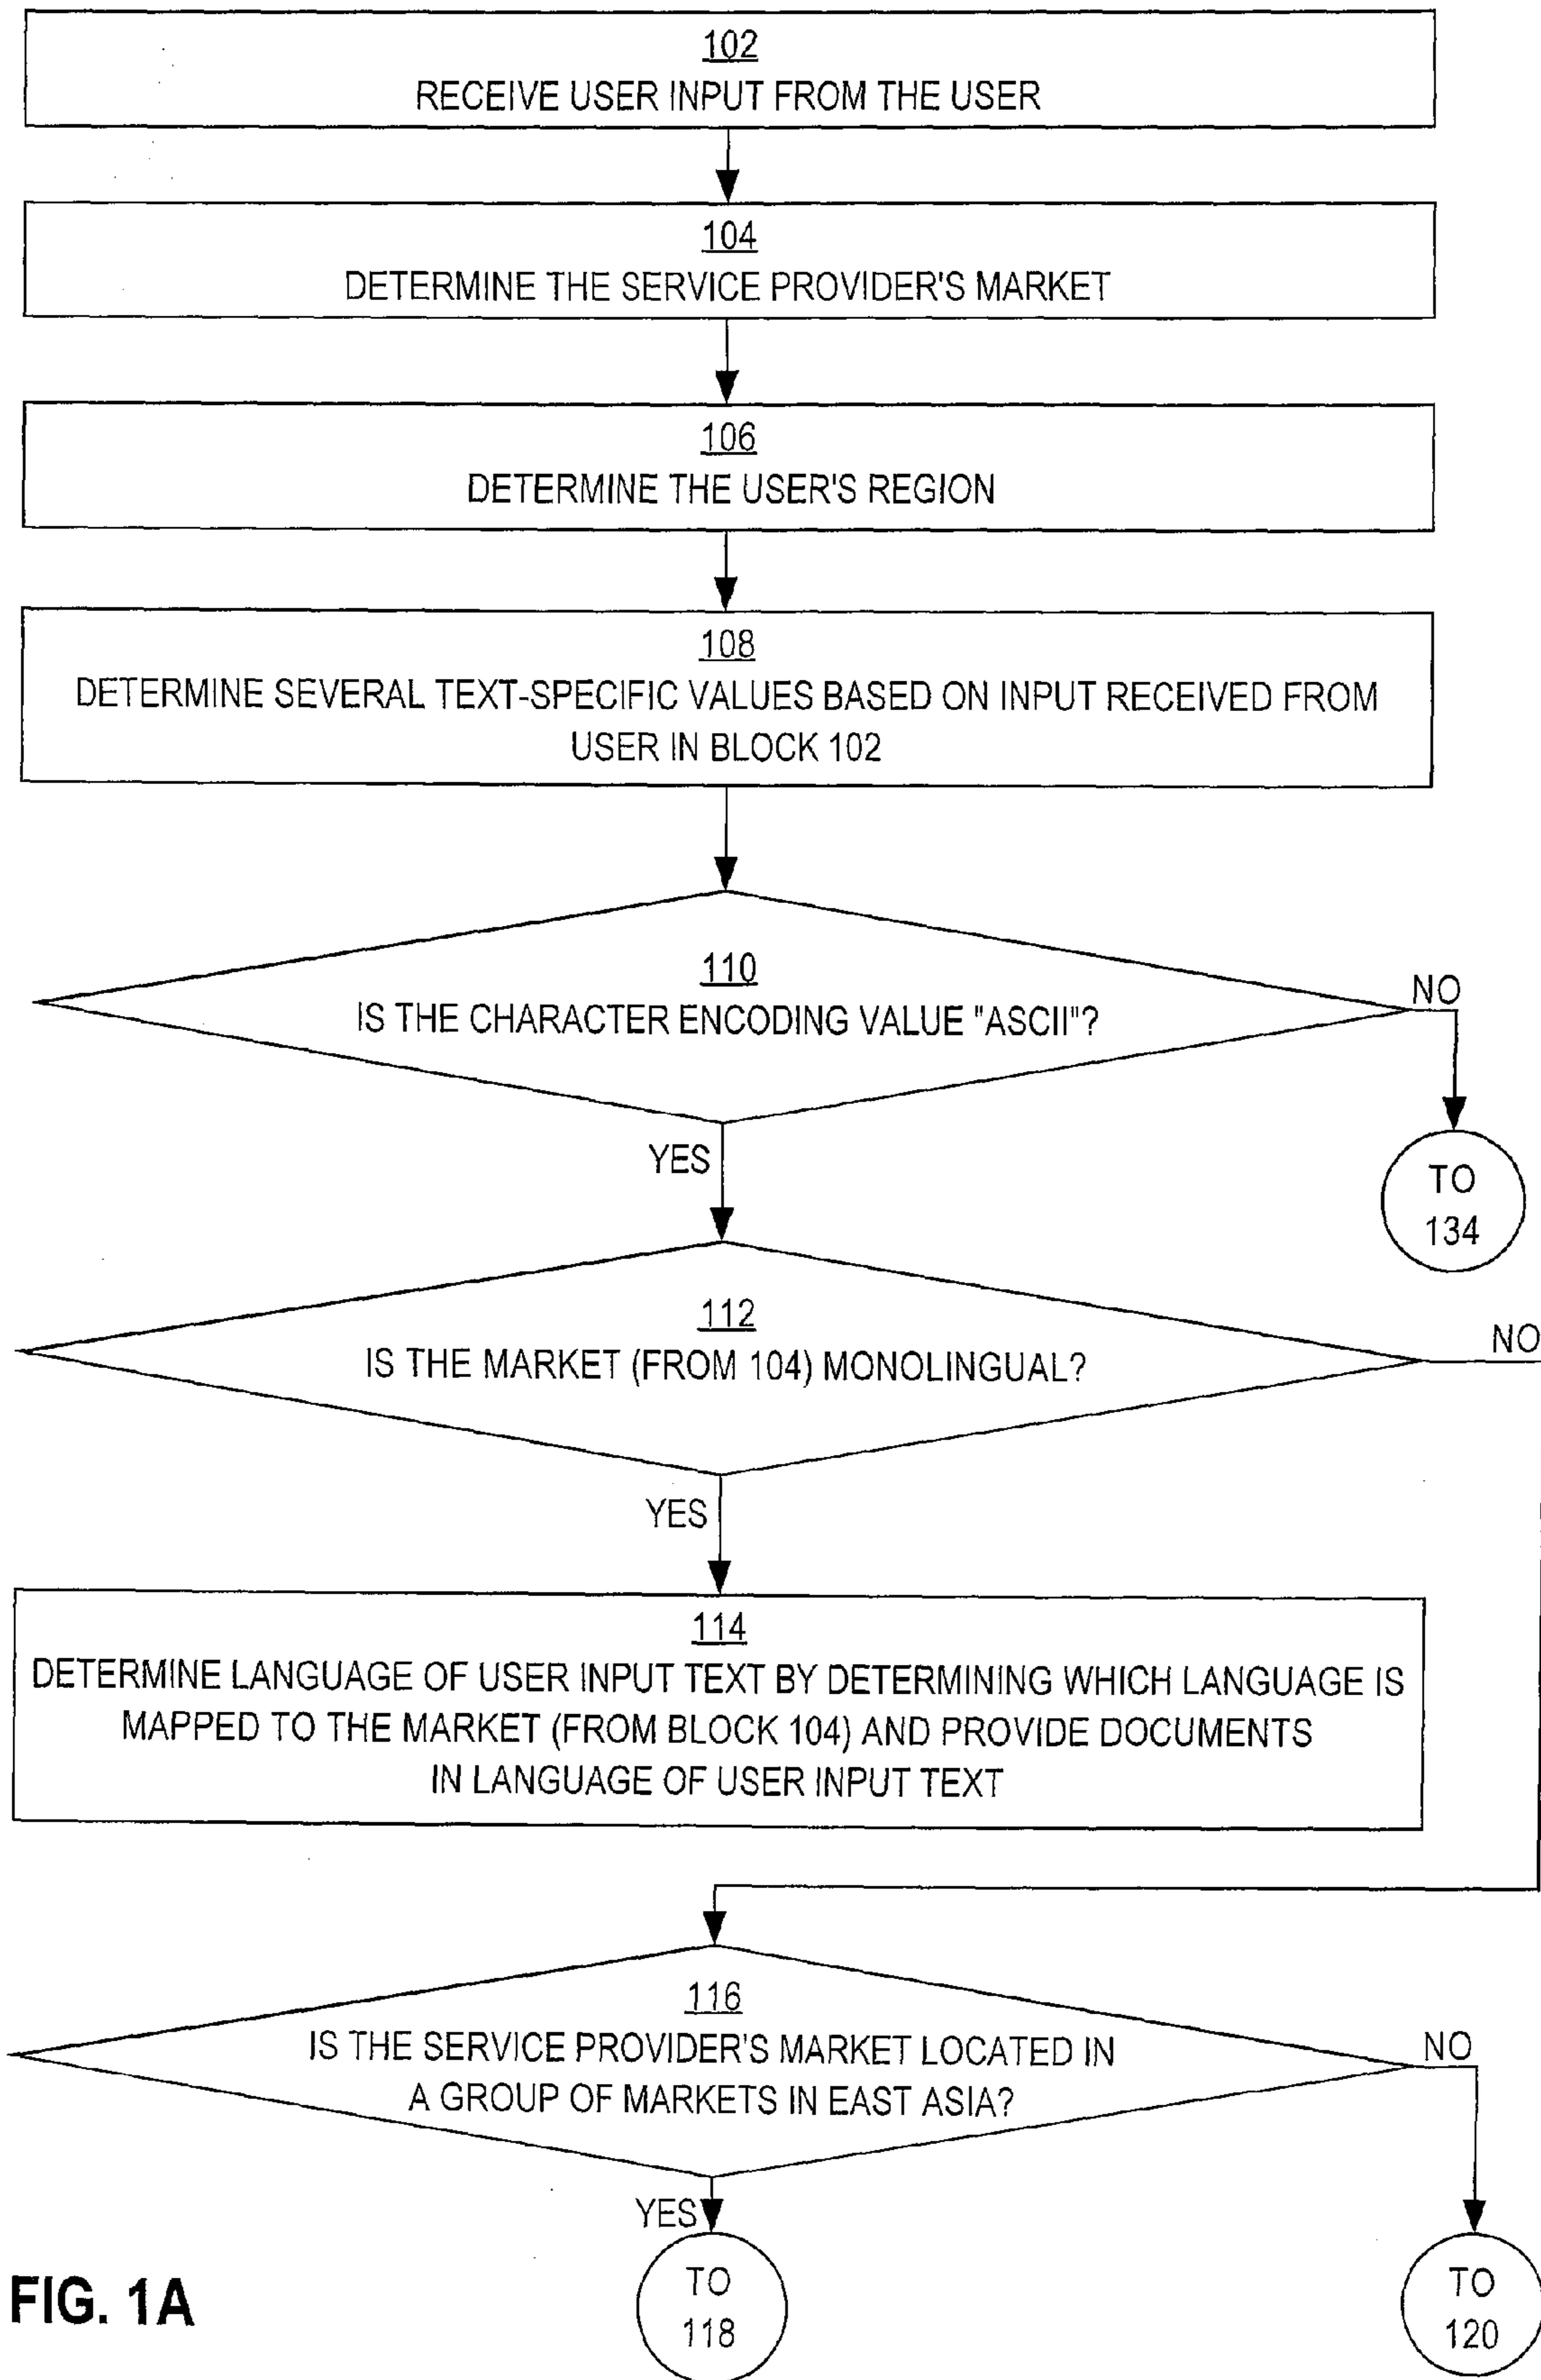 102
RECEIVE USER INPUT FROM THE USER
104
DETERMINE THE SERVICE PROVIDER'S MARKET
106
DETERMINE THE USER'S REGION
108
DETERMINE SEVERAL TEXT-SPECIFIC VALUES BASED ON INPUT RECEIVED FROM
USER IN BLOCK 102
110
IS THE CHARACTER ENCODING VALUE "ASCII"?
NO
YES
TO
134
112
IS THE MARKET (FROM 104) MONOLINGUAL?
NO
YES
114
DETERMINE LANGUAGE OF USER INPUT TEXT BY DETERMINING WHICH LANGUAGE IS
MAPPED TO THE MARKET (FROM BLOCK 104) AND PROVIDE DOCUMENTS
IN LANGUAGE OF USER INPUT TEXT
116
IS THE SERVICE PROVIDER'S MARKET LOCATED IN
A GROUP OF MARKETS IN EAST ASIA?
NO
YES
TO
118
TO
120
FIG. 1A